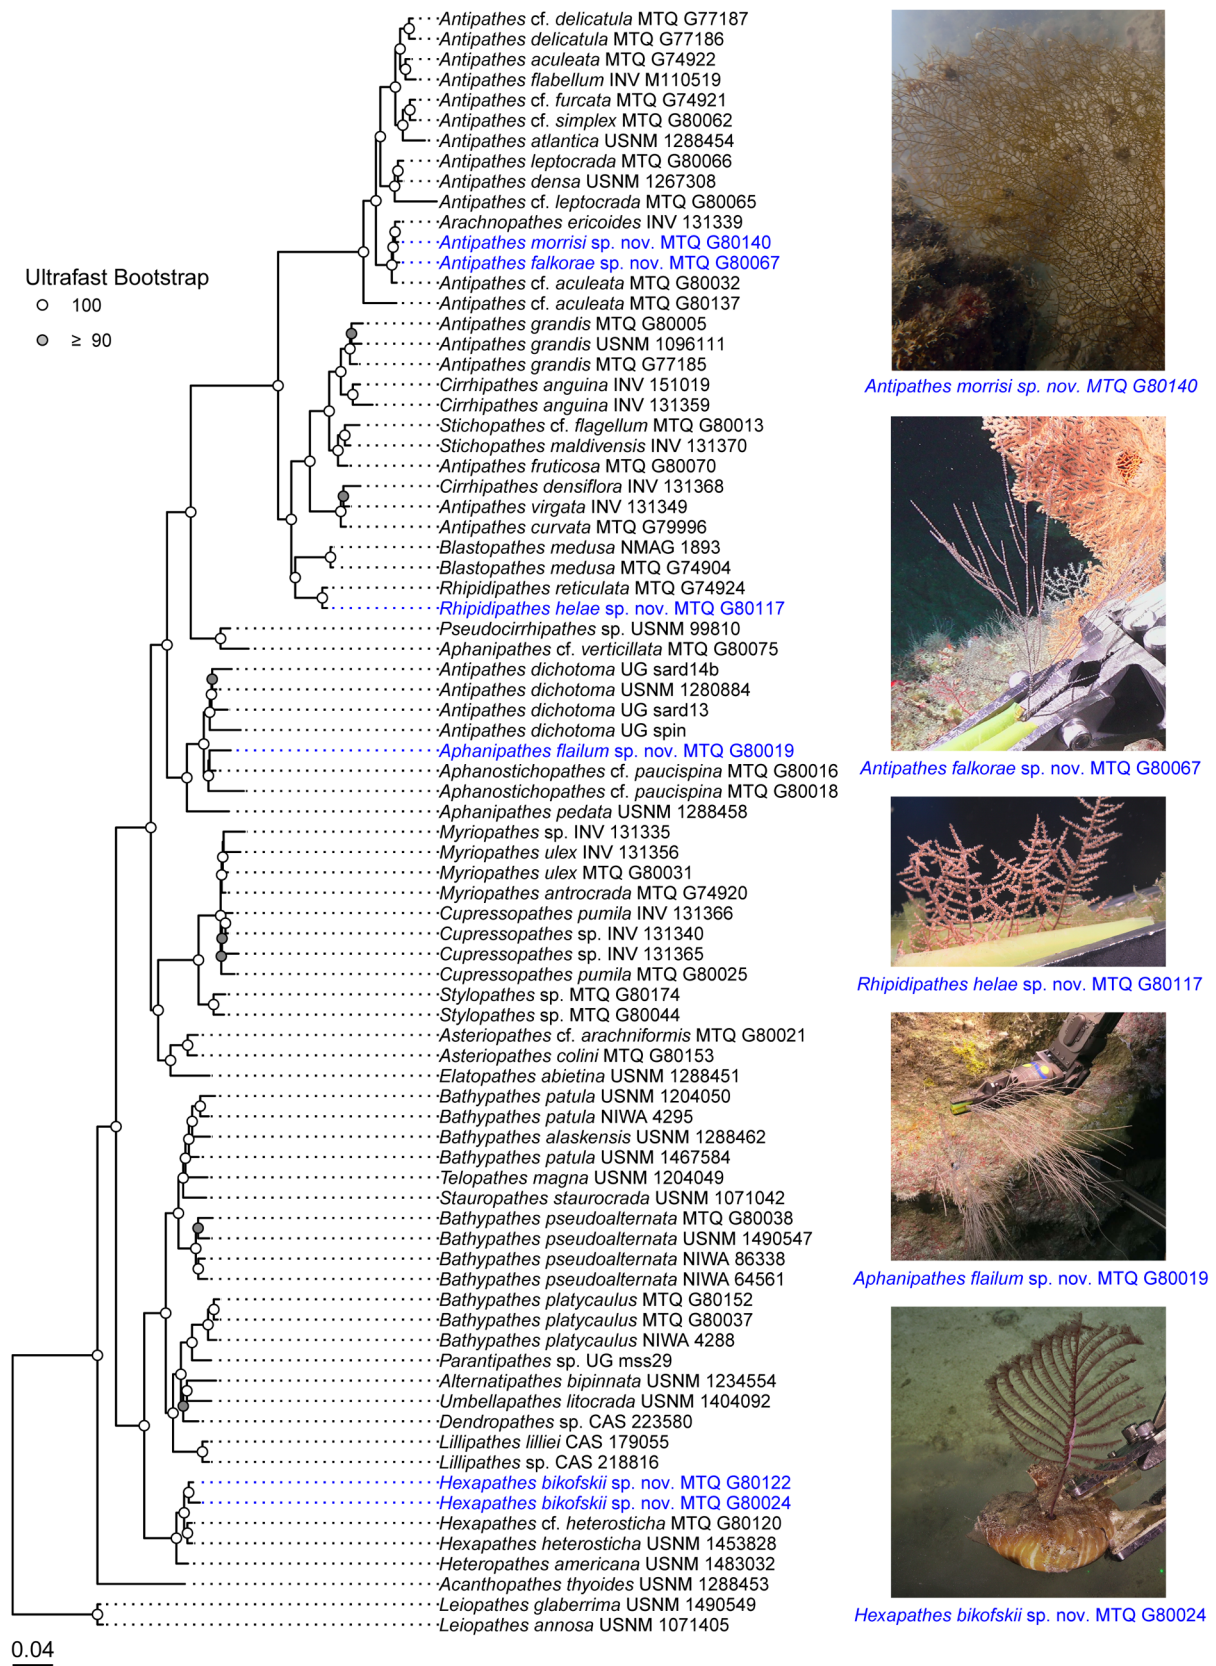 Antipathes cf. delicatula MTQ G77187
Antipathes delicatula MTQ G77186
Antipathes aculeata MTQ G74922
Antipathes flabellum INV M110519
Antipathes cf. furcata MTQ G74921
Antipathes cf. simplex MTQ G80062
Antipathes atlantica USNM 1288454
Antipathes leptocrada MTQ G80066
Antipathes densa USNM 1267308
Antipathes cf. leptocrada MTQ G80065
Arachnopathes ericoides INV 131339
Antipathes morrisi sp. nov. MTQ G80140
Antipathes falkorae sp. nov. MTQ G80067
Antipathes cf. aculeata MTQ G80032
Antipathes cf. aculeata MTQ G80137
Antipathes grandis MTQ G80005
Antipathes grandis USNM 1096111
Antipathes grandis MTQ G77185
Cirrhipathes anguina INV 151019
Cirrhipathes anguina INV 131359
Stichopathes cf. flagellum MTQ G80013
Stichopathes maldivensis INV 131370
Antipathes fruticosa MTQ G80070
Cirrhipathes densiflora INV 131368
Antipathes virgata INV 131349
Antipathes curvata MTQ G79996
Blastopathes medusa NMAG 1893
Blastopathes medusa MTQ G74904
Rhipidipathes reticulata MTQ G74924
Rhipidipathes helae sp. nov. MTQ G80117
Pseudocirrhipathes sp. USNM 99810
Aphanipathes cf. verticillata MTQ G80075
Antipathes dichotoma UG sard14b
Antipathes dichotoma USNM 1280884
Antipathes dichotoma UG sard13
Antipathes dichotoma UG spin
Aphanipathes flailum sp. nov. MTQ G80019
Aphanostichopathes cf. paucispina MTQ G80016
Aphanostichopathes cf. paucispina MTQ G80018
Aphanipathes pedata USNM 1288458
Myriopathes sp. INV 131335
Myriopathes ulex INV 131356
Myriopathes ulex MTQ G80031
Myriopathes antrocrada MTQ G74920
Cupressopathes pumila INV 131366
Cupressopathes sp. INV 131340
Cupressopathes sp. INV 131365
Cupressopathes pumila MTQ G80025
Stylopathes sp. MTQ G80174
Stylopathes sp. MTQ G80044
Asteriopathes cf. arachniformis MTQ G80021
Asteriopathes colini MTQ G80153
Elatopathes abietina USNM 1288451
Bathypathes patula USNM 1204050
Bathypathes patula NIWA 4295
Bathypathes alaskensis USNM 1288462
Bathypathes patula USNM 1467584
Telopathes magna USNM 1204049
Stauropathes staurocrada USNM 1071042
Bathypathes pseudoalternata MTQ G80038
Bathypathes pseudoalternata USNM 1490547
Bathypathes pseudoalternata NIWA 86338
Bathypathes pseudoalternata NIWA 64561
Bathypathes platycaulus MTQ G80152
Bathypathes platycaulus MTQ G80037
Bathypathes platycaulus NIWA 4288
Parantipathes sp. UG mss29
Alternatipathes bipinnata USNM 1234554
Umbellapathes litocrada USNM 1404092
Dendropathes sp. CAS 223580
Lillipathes lilliei CAS 179055
Lillipathes sp. CAS 218816
Hexapathes bikofskii sp. nov. MTQ G80122
Hexapathes bikofskii sp. nov. MTQ G80024
Hexapathes cf. heterosticha MTQ G80120
Hexapathes heterosticha USNM 1453828
Heteropathes americana USNM 1483032
Acanthopathes thyoides USNM 1288453
Leiopathes glaberrima USNM 1490549
Leiopathes annosa USNM 1071405
Ultrafast Bootstrap
100
≥ 90
0.04
Antipathes morrisi sp. nov. MTQ G80140
Antipathes falkorae sp. nov. MTQ G80067
Rhipidipathes helae sp. nov. MTQ G80117
Aphanipathes flailum sp. nov. MTQ G80019
Hexapathes bikofskii sp. nov. MTQ G80024